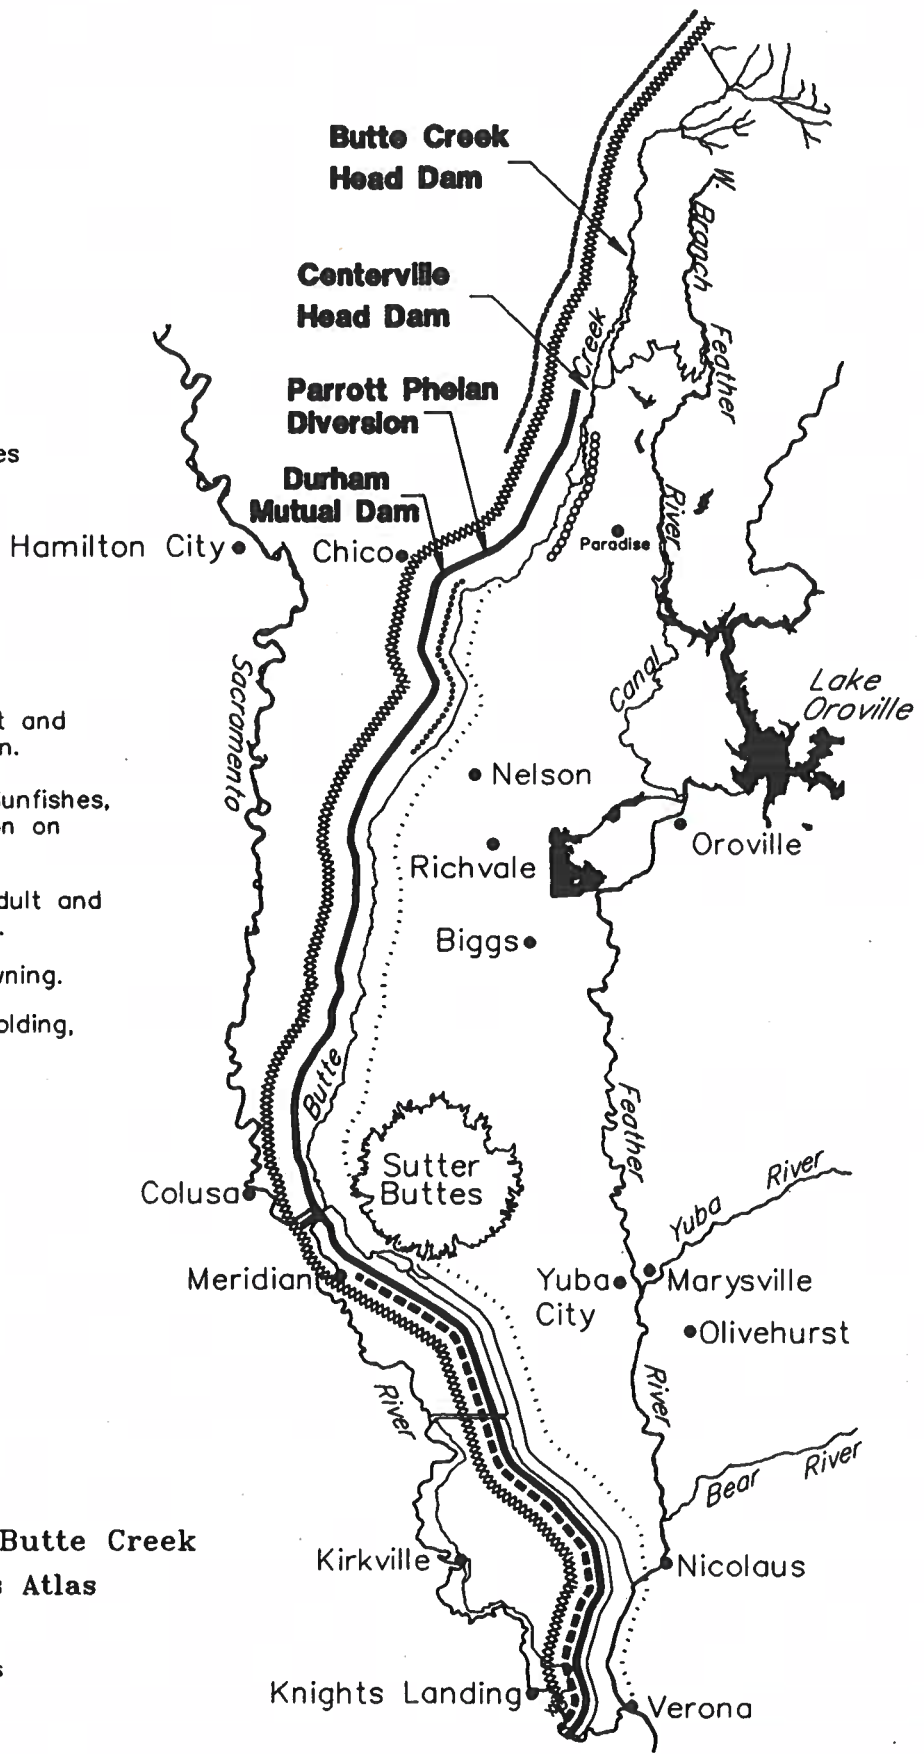 Butte Creek
Head Dam
W. Branch
Feather
River
Centerville
Head Dam
Creek
Parrott Phelan
Diversion
es
Durham
Mutual Dam
Hamilton City
Chico
Paradise
Canal
Lake
Oroville
Sacramento
t and
n.
Nelson
unfishes,
n on
Oroville
Richvale
dult and
Biggs
ning.
olding,
Butte
Feather
Sutter
Buttes
Colusa
Yuba River
Meridian
Yuba
City
Marysville
Olivehurst
River
River
Bear River
Butte Creek
Atlas
Kirkville
Nicolaus
s
Knights Landing
Verona